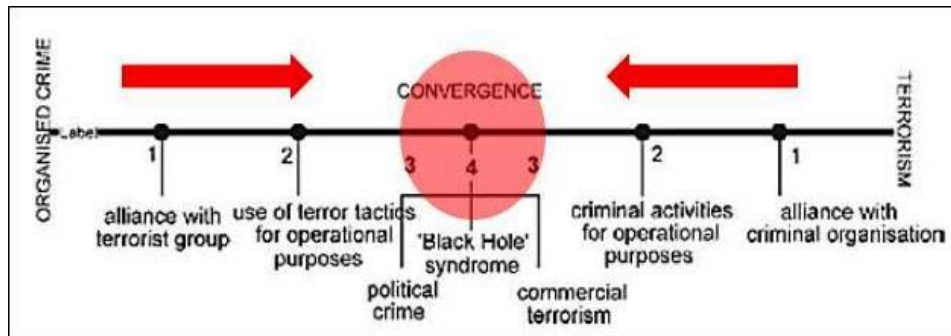 ORGANISED CRIME
Label
CONVERGENCE
TERRORISM
1
2
3
4
3
2
1
alliance with
terrorist group
use of terror tactics
for operational
purposes
'Black Hole'
syndrome
criminal activities
for operational
purposes
alliance with
criminal organisation
political
crime
commercial
terrorism